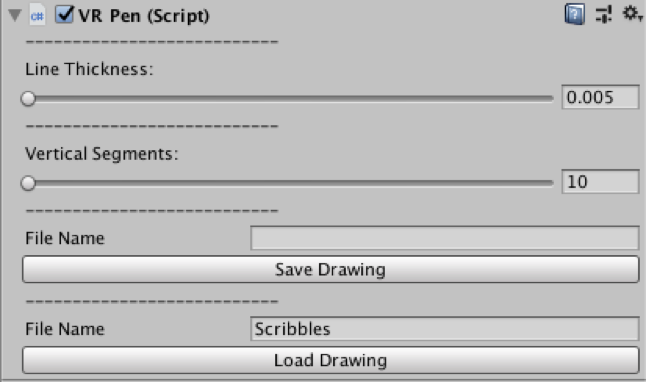 VR Pen (Script)
---------------------------
Line Thickness:
0.005
---------------------------
Vertical Segments:
10
---------------------------
File Name
Save Drawing
---------------------------
File Name Scribbles
Load Drawing